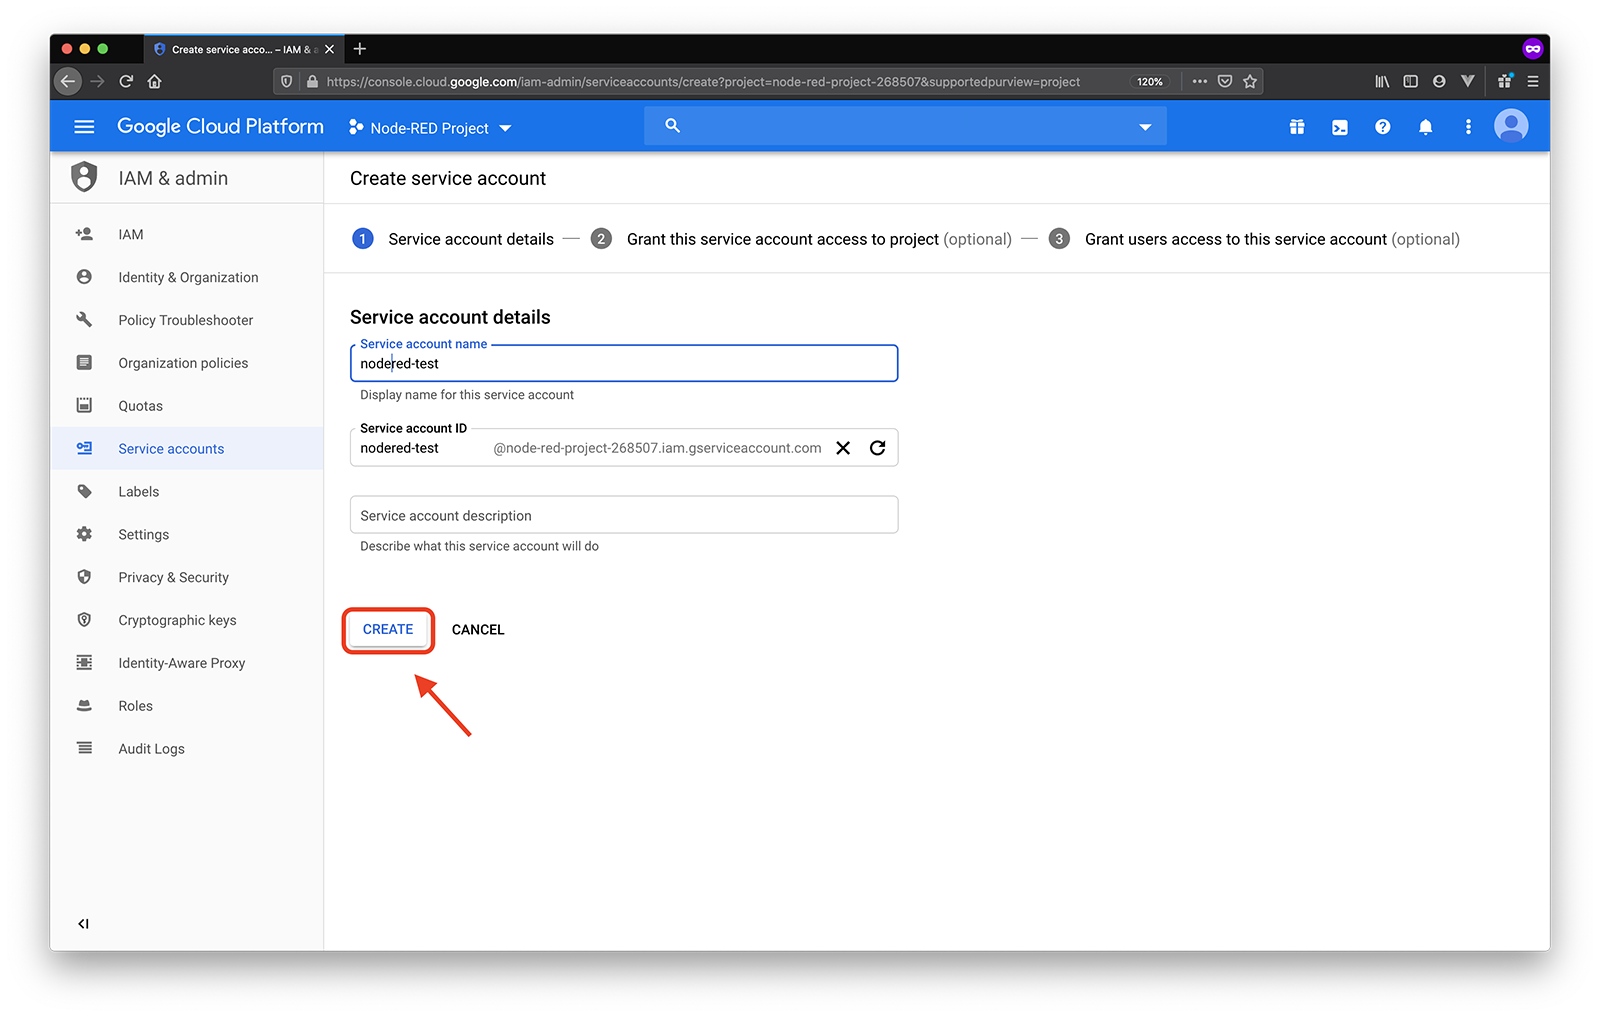 Create service acco... – IAM & a
https://console.cloud.google.com/iam-admin/serviceaccounts/create?project=node-red-project-268507&supportedpurview=project
120%
Google Cloud Platform
Node-RED Project
IAM & admin
IAM
Identity & Organization
Policy Troubleshooter
Organization policies
Quotas
Service accounts
Labels
Settings
Privacy & Security
Cryptographic keys
Identity-Aware Proxy
Roles
Audit Logs
Create service account
1 Service account details — 2 Grant this service account access to project (optional) — 3 Grant users access to this service account (optional)
Service account details
Service account name
nodered-test
Display name for this service account
Service account ID
nodered-test @node-red-project-268507.iam.gserviceaccount.com
Service account description
Describe what this service account will do
CREATE CANCEL